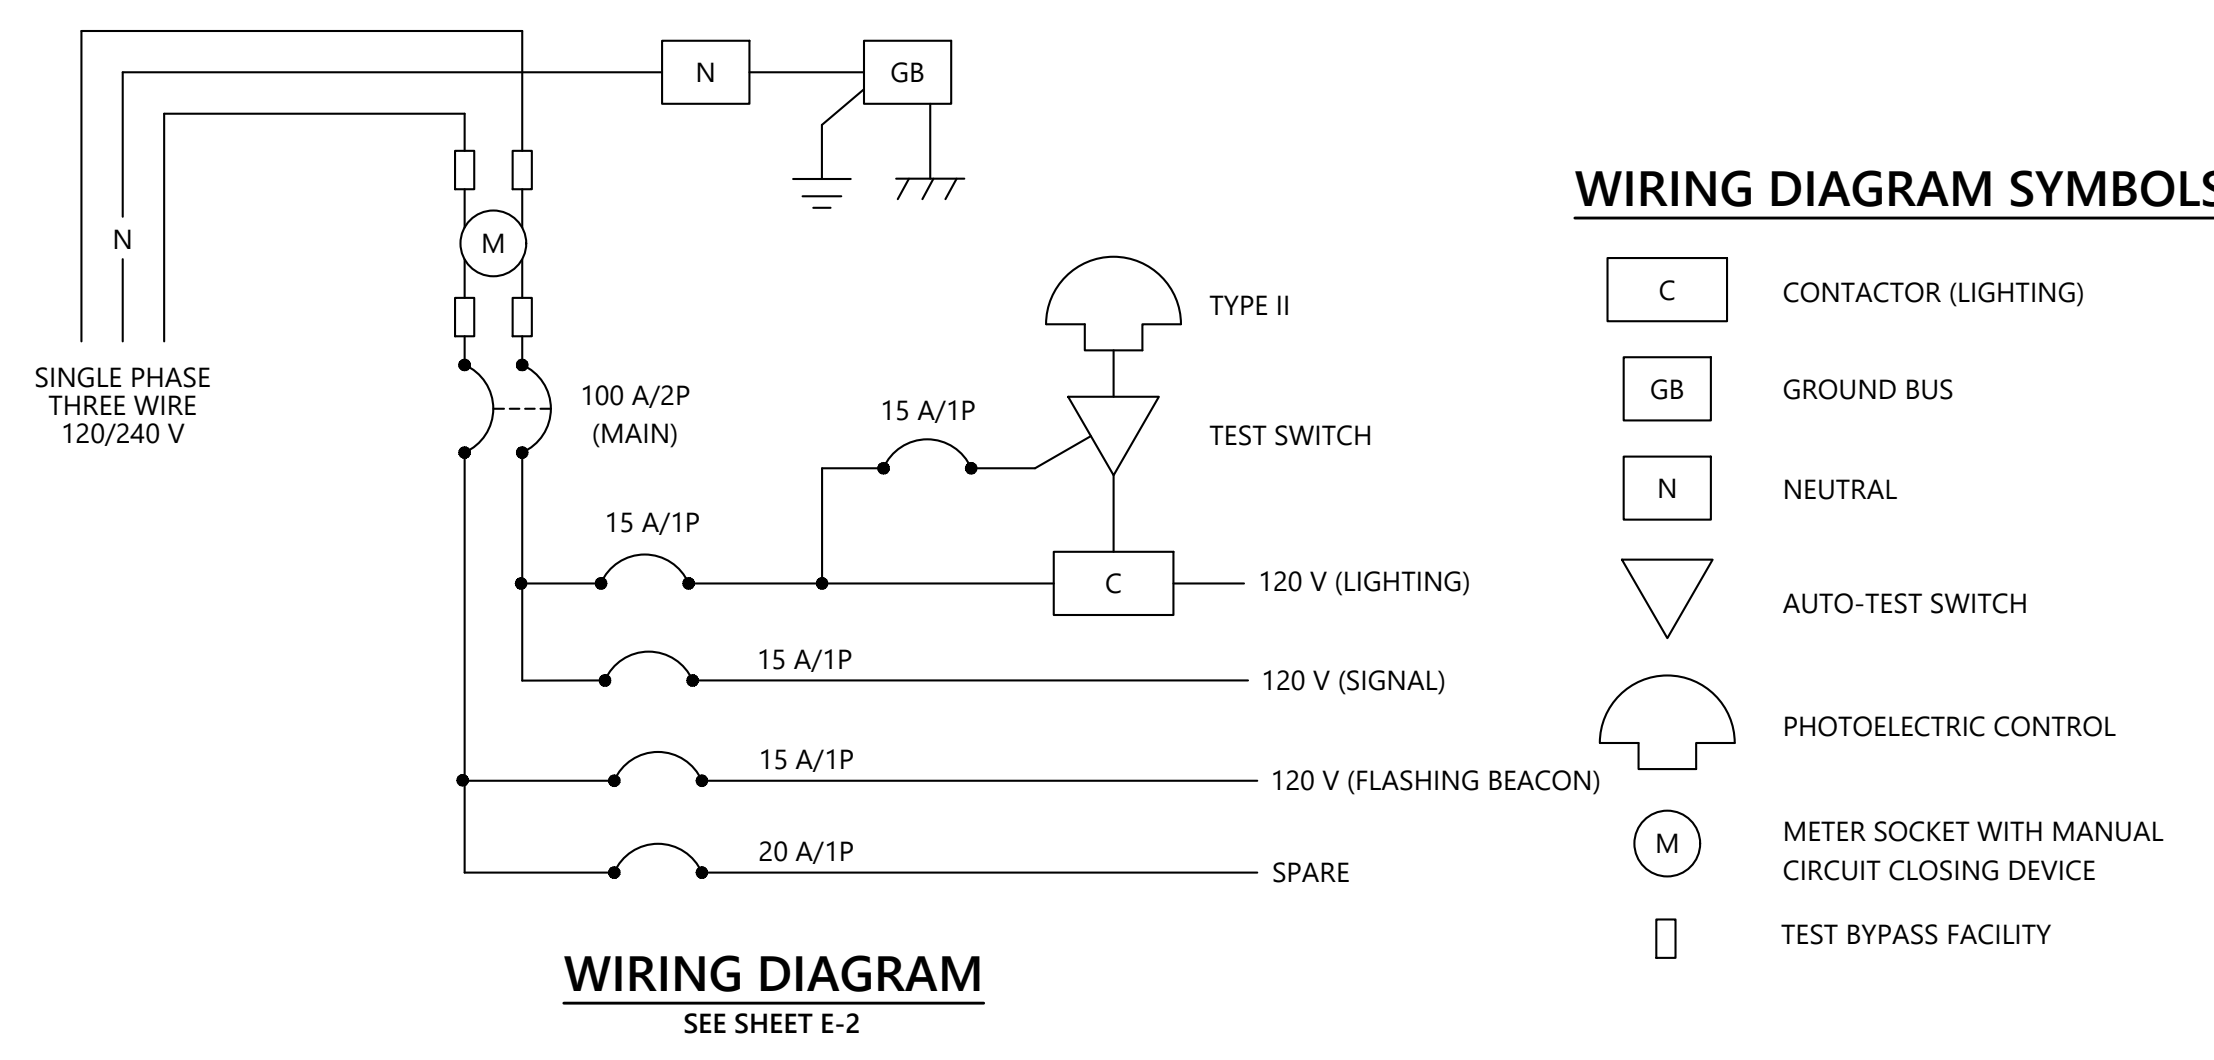 N
GB
WIRING DIAGRAM SYMBOLS
N
M
C
CONTACTOR (LIGHTING)
TYPE II
SINGLE PHASE
THREE WIRE
120/240 V
100 A/2P
(MAIN)
15 A/1P
TEST SWITCH
GB
GROUND BUS
N
NEUTRAL
15 A/1P
C
120 V (LIGHTING)
AUTO-TEST SWITCH
15 A/1P
120 V (SIGNAL)
PHOTOELECTRIC CONTROL
15 A/1P
120 V (FLASHING BEACON)
M
METER SOCKET WITH MANUAL
CIRCUIT CLOSING DEVICE
20 A/1P
SPARE
TEST BYPASS FACILITY
WIRING DIAGRAM
SEE SHEET E-2